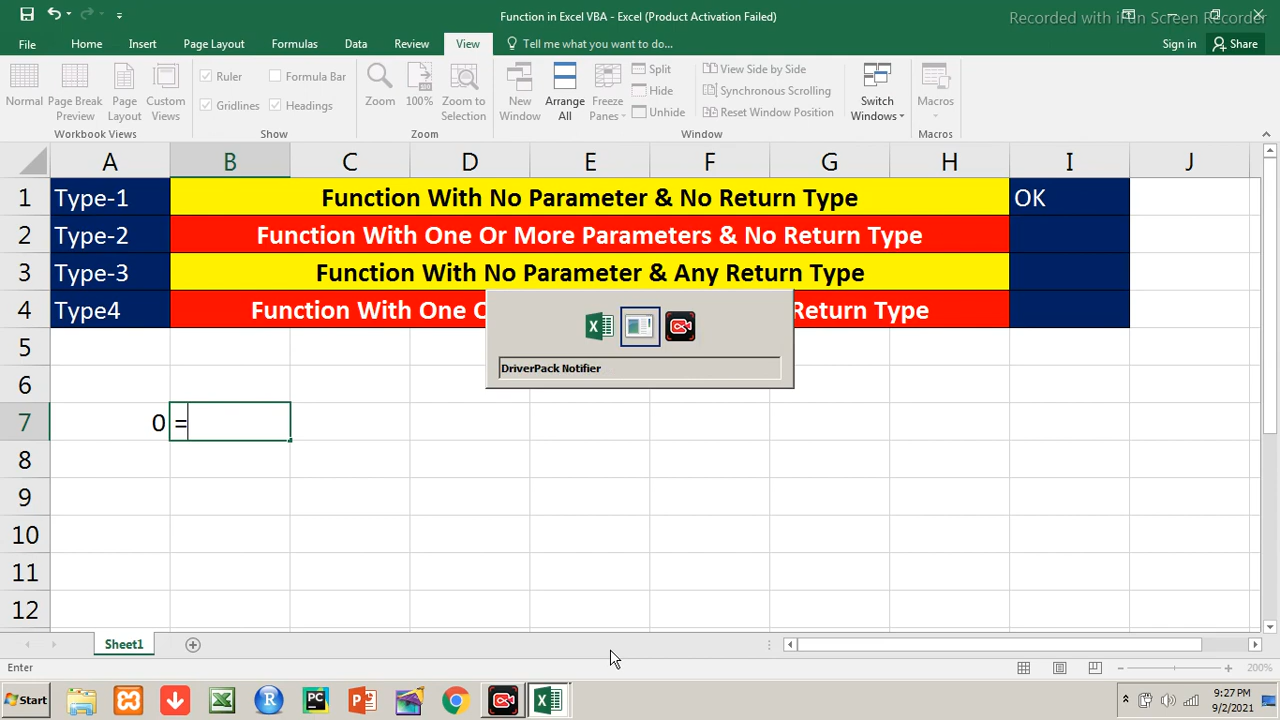 Function in Excel VBA - Excel (Product Activation Failed)
Recorded with iFun Screen Recorder
File Home Insert Page Layout Formulas Data Review View Tell me what you want to do... Sign in Share
Normal
Page Break Preview
Page Layout
Custom Views
Workbook Views
Ruler
Formula Bar
Gridlines
Headings
Show
Zoom
100%
Zoom to Selection
Zoom
New Window
Arrange All
Freeze Panes
Split
Hide
Unhide
View Side by Side
Synchronous Scrolling
Reset Window Position
Window
Switch Windows
Macros
Macros
A B C D E F G H I J
1 Type-1 Function With No Parameter & No Return Type OK
2 Type-2 Function With One Or More Parameters & No Return Type
3 Type-3 Function With No Parameter & Any Return Type
4 Type4 Function With One O Return Type
DriverPack Notifier
5
6
7 0 =
8
9
10
11
12
Sheet1
Enter 200%
Start PC 9:27 PM
9/2/2021